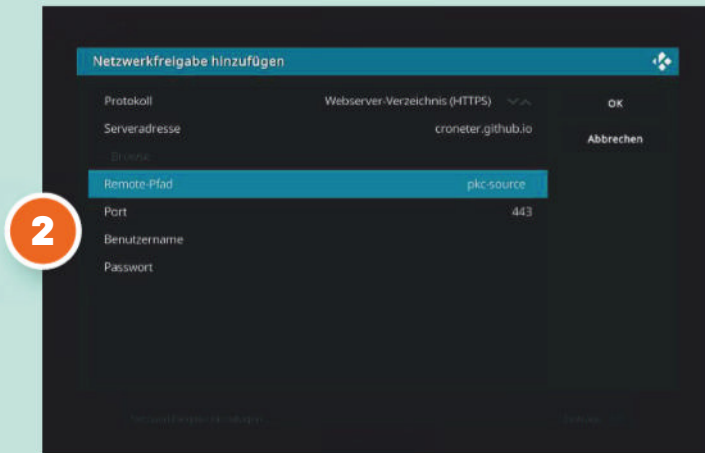 Netzwerkfreigabe hinzufügen
Protokoll Webserver-Verzeichnis (HTTPS) OK
Serveradresse croneter.github.io Abbrechen
Browse
Remote-Pfad pkc-source
2 Port 443
Benutzername
Passwort